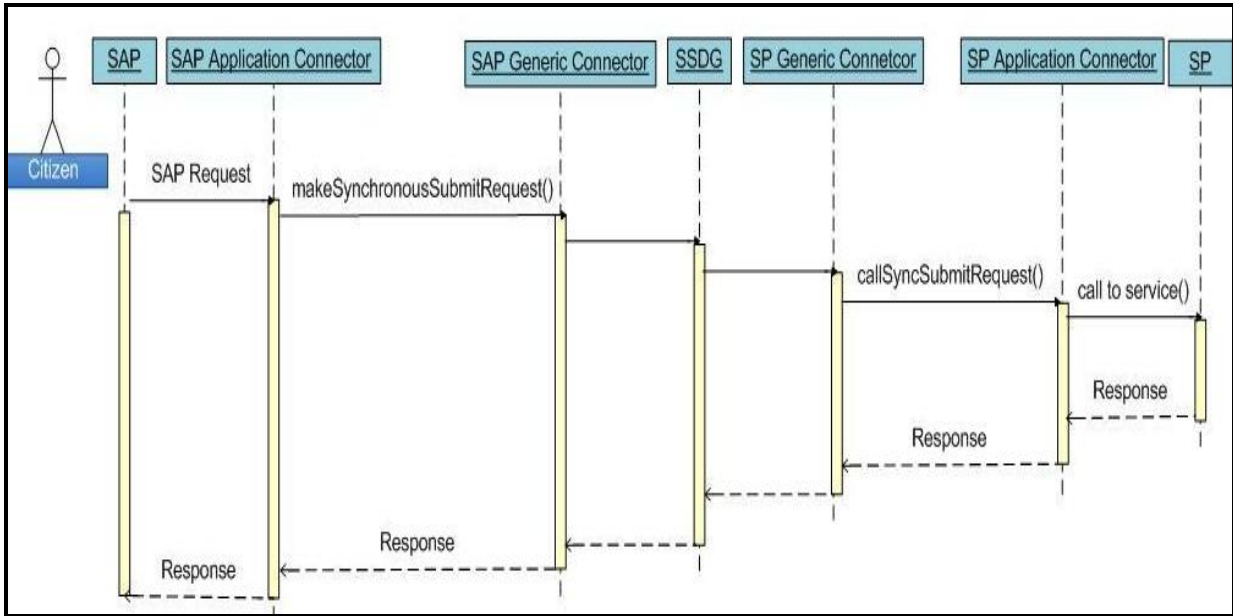 SAP
SAP Application Connector
SAP Generic Connector
SSDG
SP Generic Connetcor
SP Application Connector
SP
Citizen
SAP Request
makeSynchronousSubmitRequest()
callSyncSubmitRequest()
call to service()
Response
Response
Response
Response